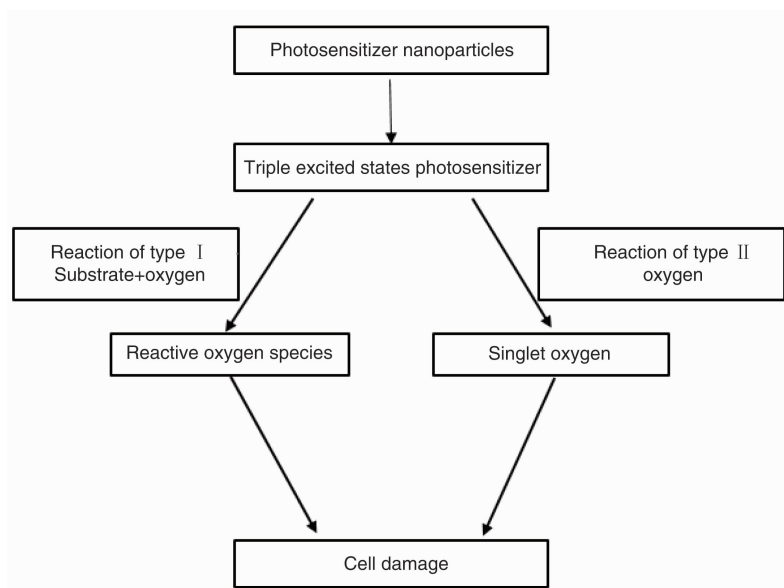 Photosensitizer nanoparticles
Triple excited states photosensitizer
Reaction of type Ⅰ
Substrate+oxygen
Reaction of type Ⅱ
oxygen
Reactive oxygen species
Singlet oxygen
Cell damage